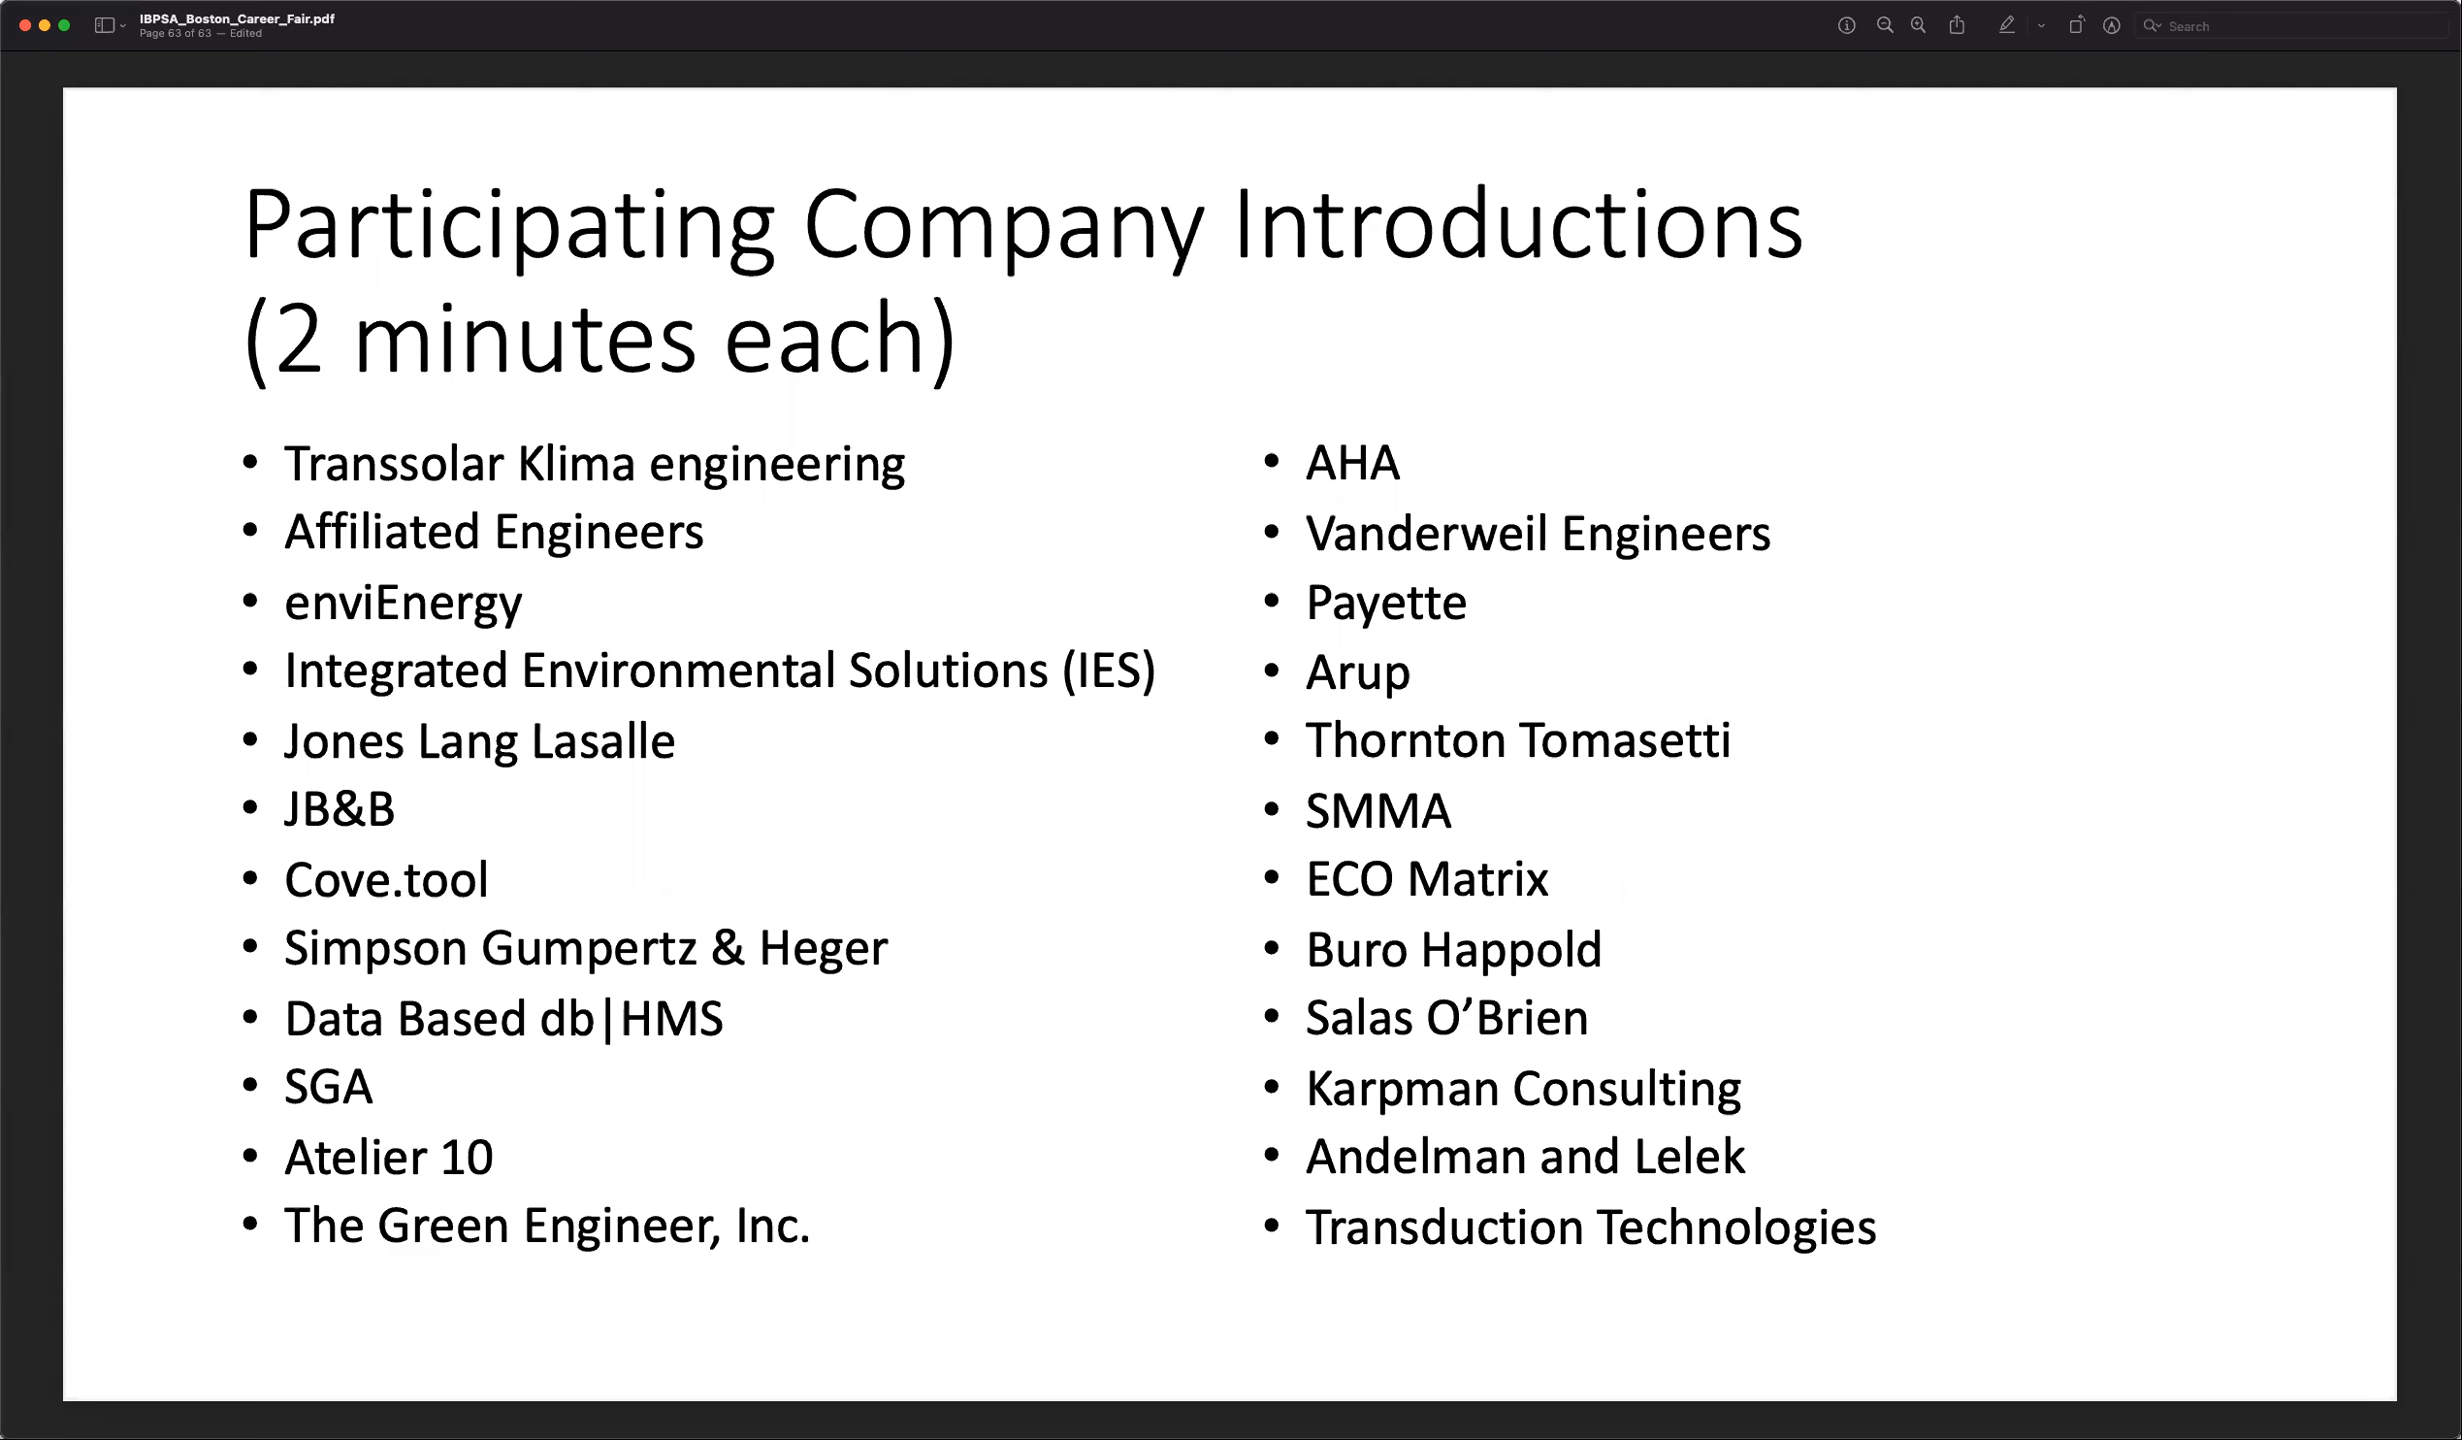 IBPSA_Boston_Career_Fair.pdf
Page 63 of 63 — Edited
Search
Participating Company Introductions
(2 minutes each)
• Transsolar Klima engineering
• Affiliated Engineers
• enviEnergy
• Integrated Environmental Solutions (IES)
• Jones Lang Lasalle
• JB&B
• Cove.tool
• Simpson Gumpertz & Heger
• Data Based db|HMS
• SGA
• Atelier 10
• The Green Engineer, Inc.
• AHA
• Vanderweil Engineers
• Payette
• Arup
• Thornton Tomasetti
• SMMA
• ECO Matrix
• Buro Happold
• Salas O’Brien
• Karpman Consulting
• Andelman and Lelek
• Transduction Technologies